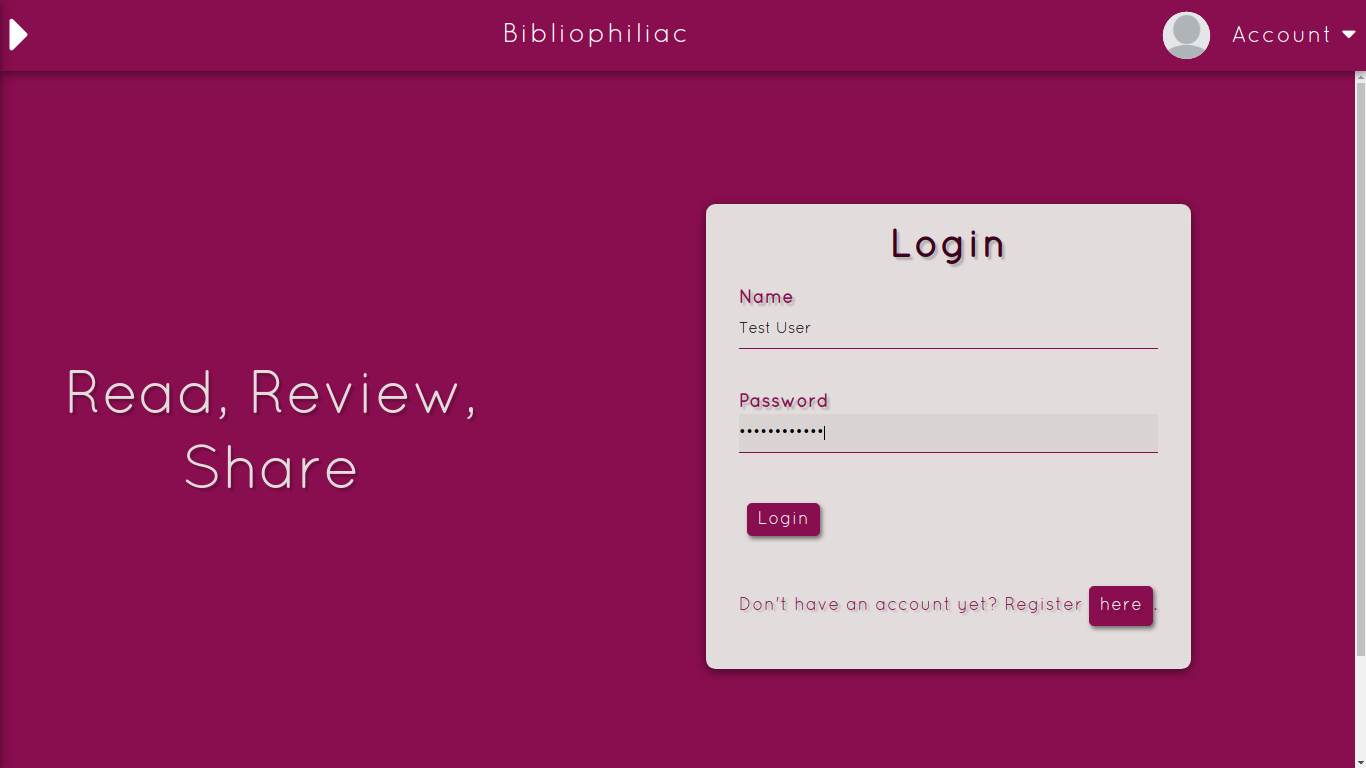 Bibliophiliac
Account
Read, Review,
Share
Login
Name
Test User
Password
••••••••••••
Login
Don't have an account yet? Register here .